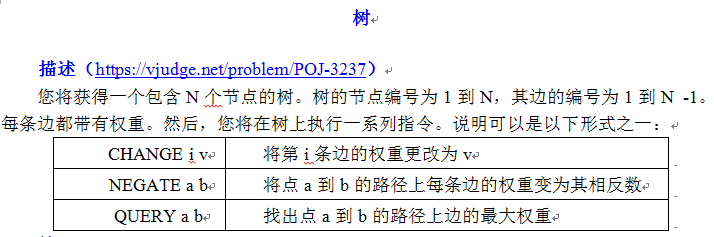 树
描述（https://vjudge.net/problem/POJ-3237）
您将获得一个包含 N 个节点的树。树的节点编号为 1 到 N，其边的编号为 1 到 N -1。
每条边都带有权重。然后，您将在树上执行一系列指令。说明可以是以下形式之一：
CHANGE i v 将第 i 条边的权重更改为 v
NEGATE a b 将点 a 到 b 的路径上每条边的权重变为其相反数
QUERY a b 找出点 a 到 b 的路径上边的最大权重